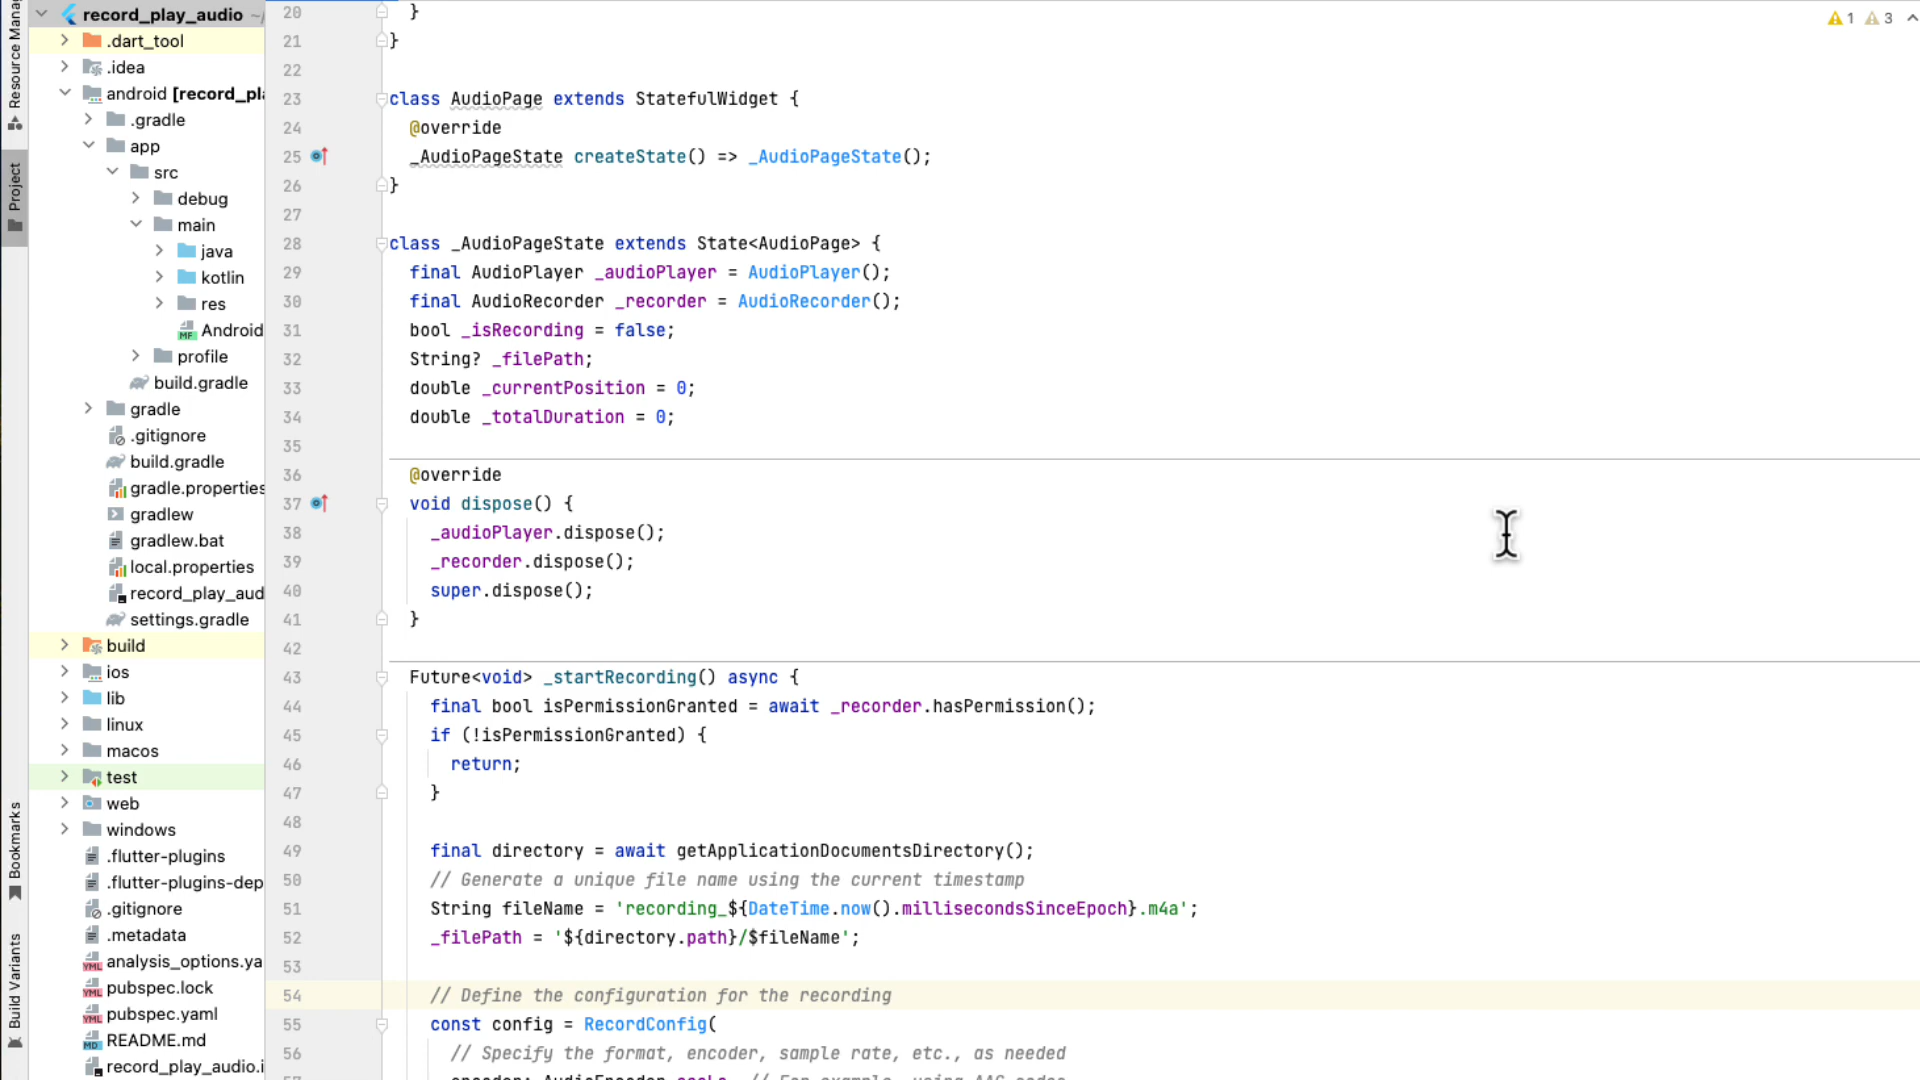 Resource Manag
Project
Bookmarks
Build Variants
record_play_audio ~/
.dart_tool
.idea
android [record_pla
.gradle
app
src
debug
main
java
kotlin
res
Android
profile
build.gradle
gradle
.gitignore
build.gradle
gradle.properties
gradlew
gradlew.bat
local.properties
record_play_aud
settings.gradle
build
ios
lib
linux
macos
test
web
windows
.flutter-plugins
.flutter-plugins-dep
.gitignore
.metadata
analysis_options.ya
pubspec.lock
pubspec.yaml
README.md
record_play_audio.i
1 3
20 }
21 }
22
23 class AudioPage extends StatefulWidget {
24 @override
25 _AudioPageState createState() => _AudioPageState();
26 }
27
28 class _AudioPageState extends State<AudioPage> {
29 final AudioPlayer _audioPlayer = AudioPlayer();
30 final AudioRecorder _recorder = AudioRecorder();
31 bool _isRecording = false;
32 String? _filePath;
33 double _currentPosition = 0;
34 double _totalDuration = 0;
35
36 @override
37 void dispose() {
38 _audioPlayer.dispose();
39 _recorder.dispose();
40 super.dispose();
41 }
42
43 Future<void> _startRecording() async {
44 final bool isPermissionGranted = await _recorder.hasPermission();
45 if (!isPermissionGranted) {
46 return;
47 }
48
49 final directory = await getApplicationDocumentsDirectory();
50 // Generate a unique file name using the current timestamp
51 String fileName = 'recording_${DateTime.now().millisecondsSinceEpoch}.m4a';
52 _filePath = '${directory.path}/$fileName';
53
54 // Define the configuration for the recording
55 const config = RecordConfig(
56 // Specify the format, encoder, sample rate, etc., as needed